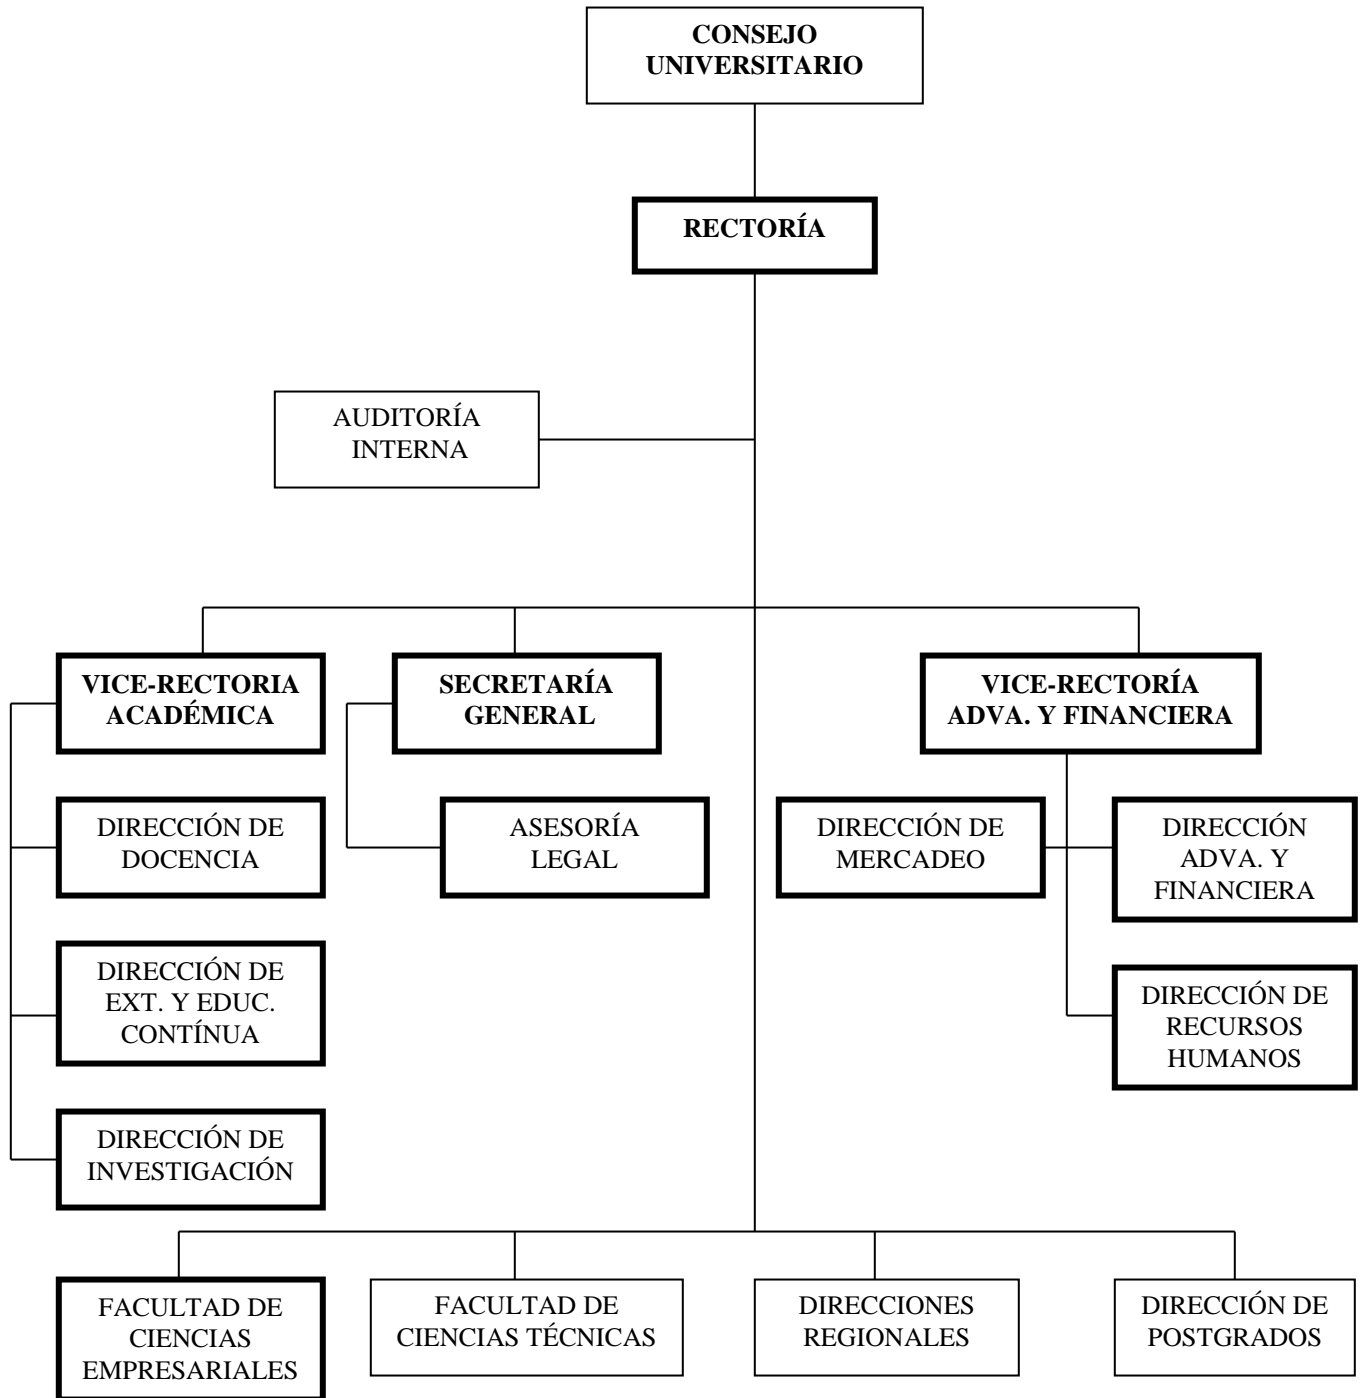 CONSEJO
UNIVERSITARIO
RECTORÍA
AUDITORÍA
INTERNA
VICE-RECTORIA
ACADÉMICA
SECRETARÍA
GENERAL
VICE-RECTORÍA
ADVA. Y FINANCIERA
DIRECCIÓN DE
DOCENCIA
ASESORÍA
LEGAL
DIRECCIÓN DE
MERCADEO
DIRECCIÓN
ADVA. Y
FINANCIERA
DIRECCIÓN DE
EXT. Y EDUC.
CONTÍNUA
DIRECCIÓN DE
RECURSOS
HUMANOS
DIRECCIÓN DE
INVESTIGACIÓN
FACULTAD DE
CIENCIAS
EMPRESARIALES
FACULTAD DE
CIENCIAS TÉCNICAS
DIRECCIONES
REGIONALES
DIRECCIÓN DE
POSTGRADOS